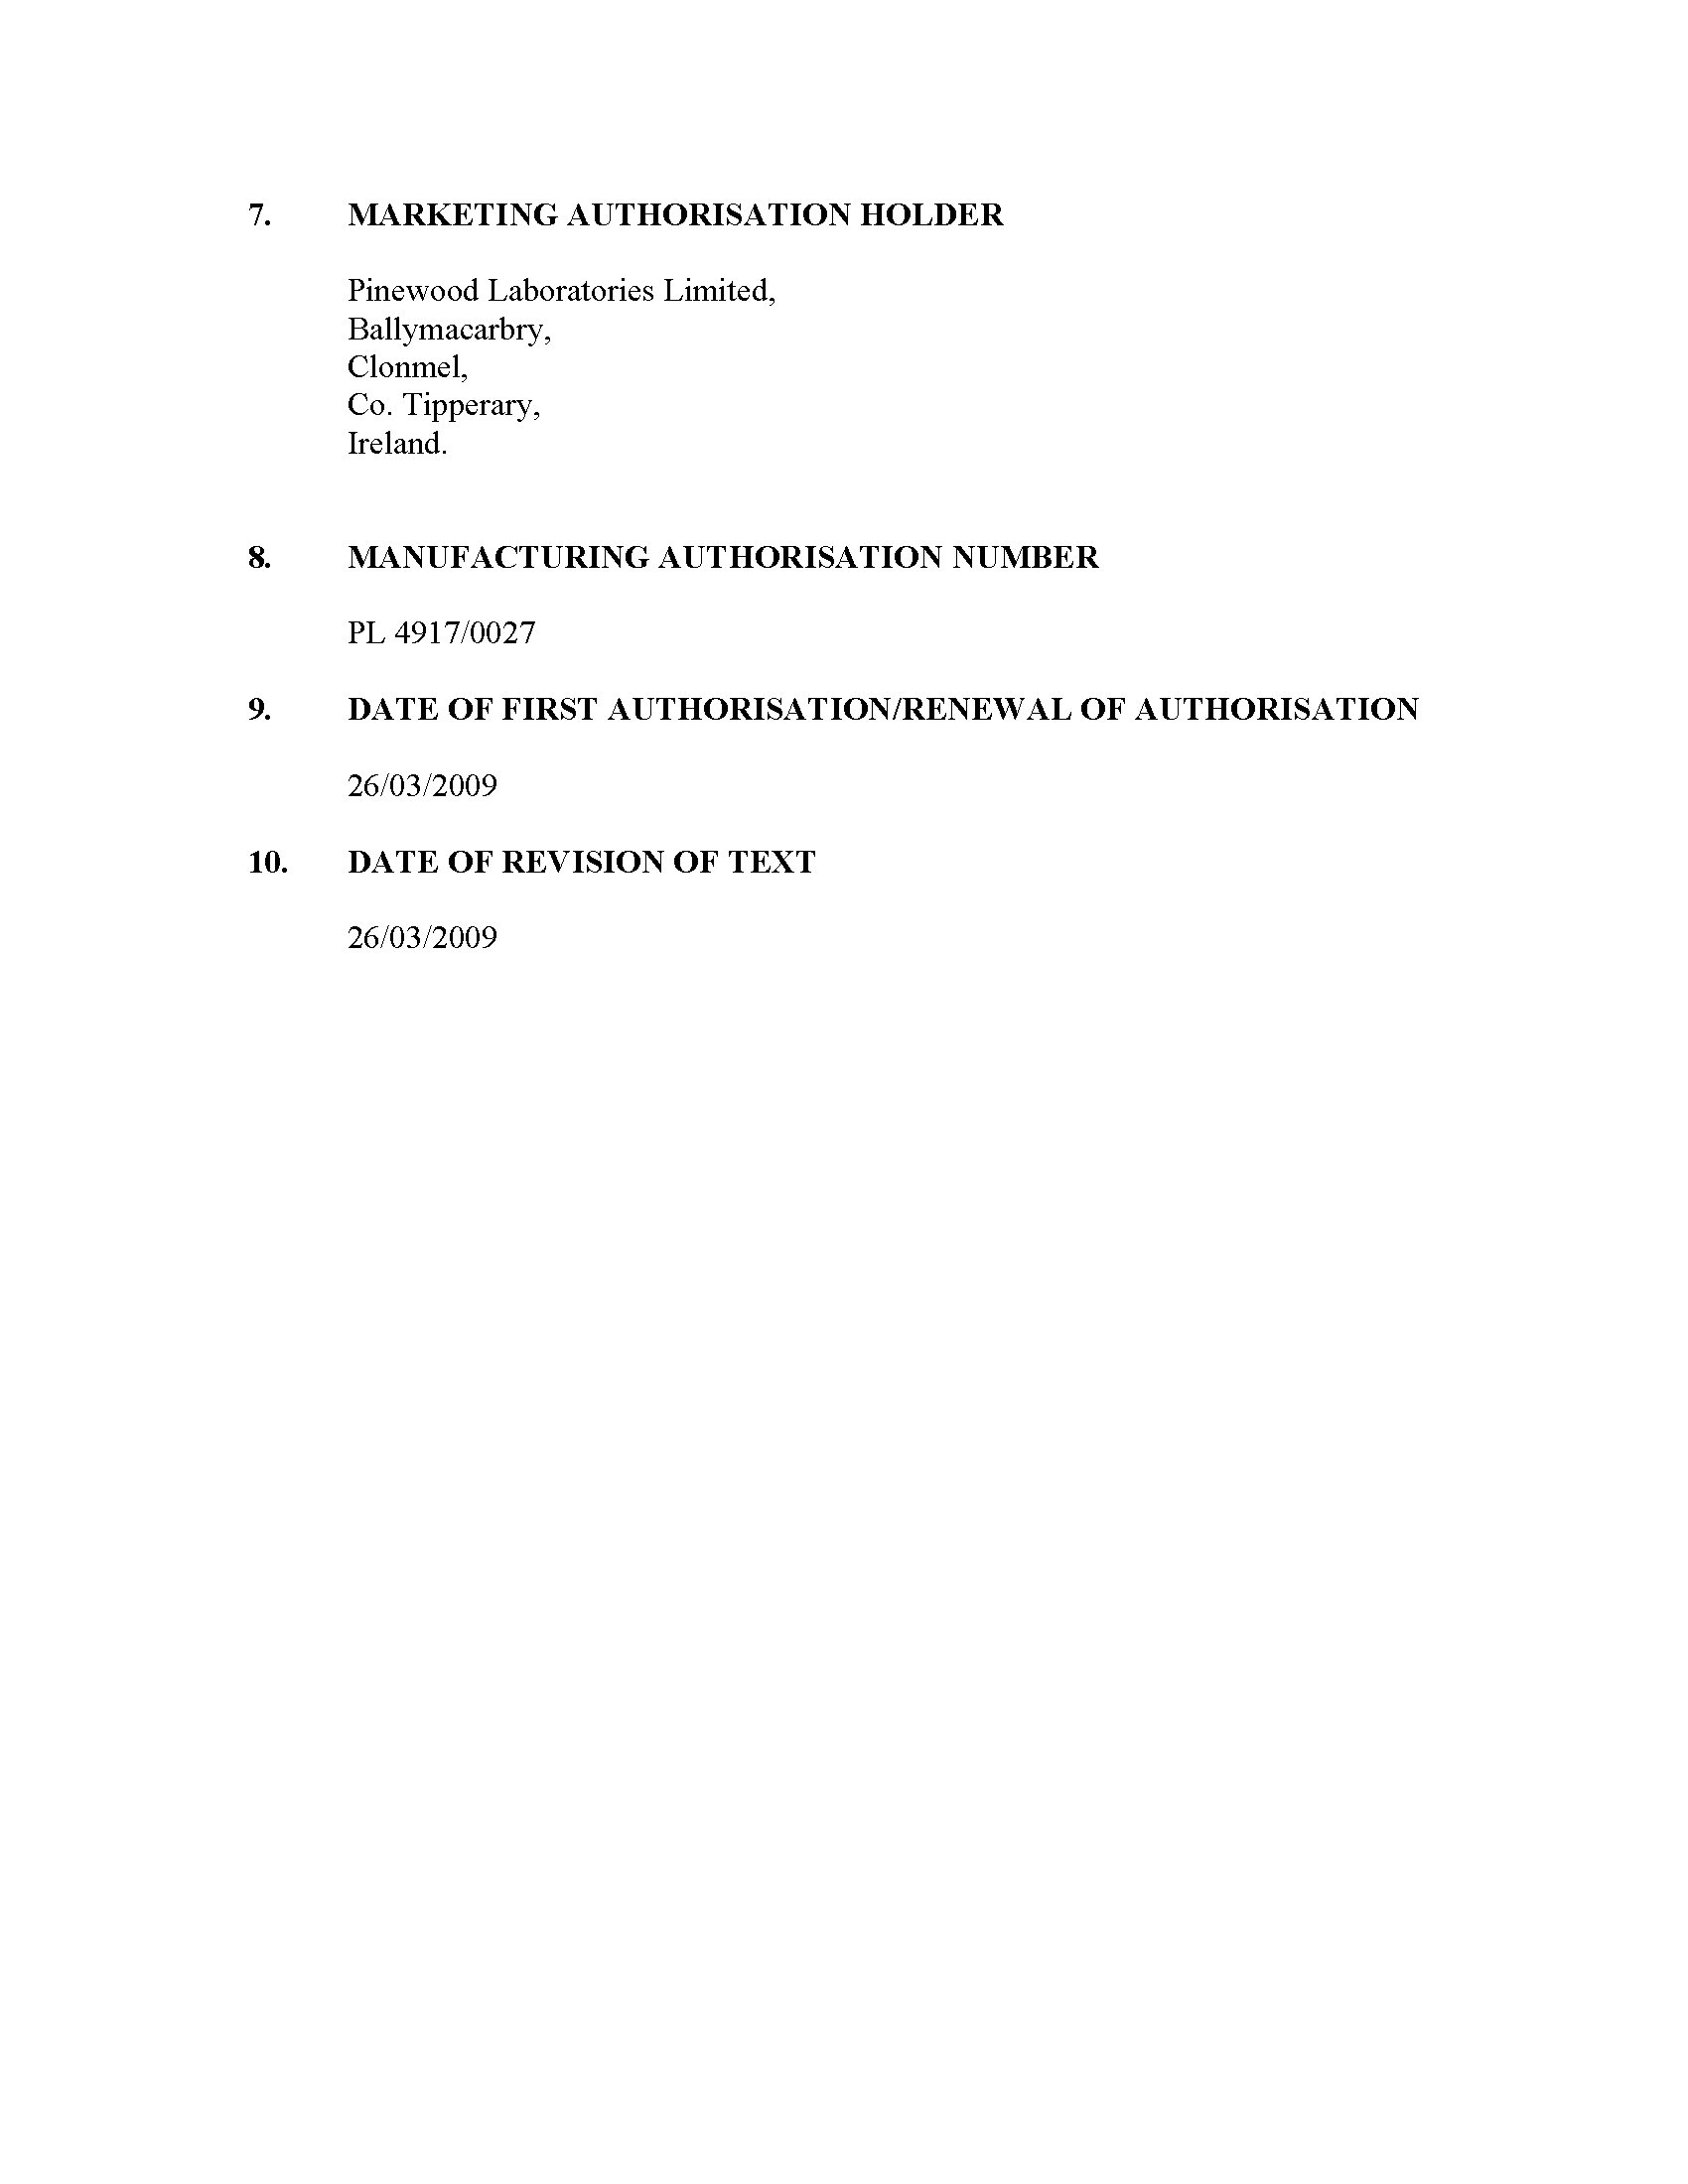 7. MARKETING AUTHORISATION HOLDER
Pinewood Laboratories Limited,
Ballymacarbry,
Clonmel,
Co. Tipperary,
Ireland.
8. MANUFACTURING AUTHORISATION NUMBER
PL 4917/0027
9. DATE OF FIRST AUTHORISATION/RENEWAL OF AUTHORISATION
26/03/2009
10. DATE OF REVISION OF TEXT
26/03/2009